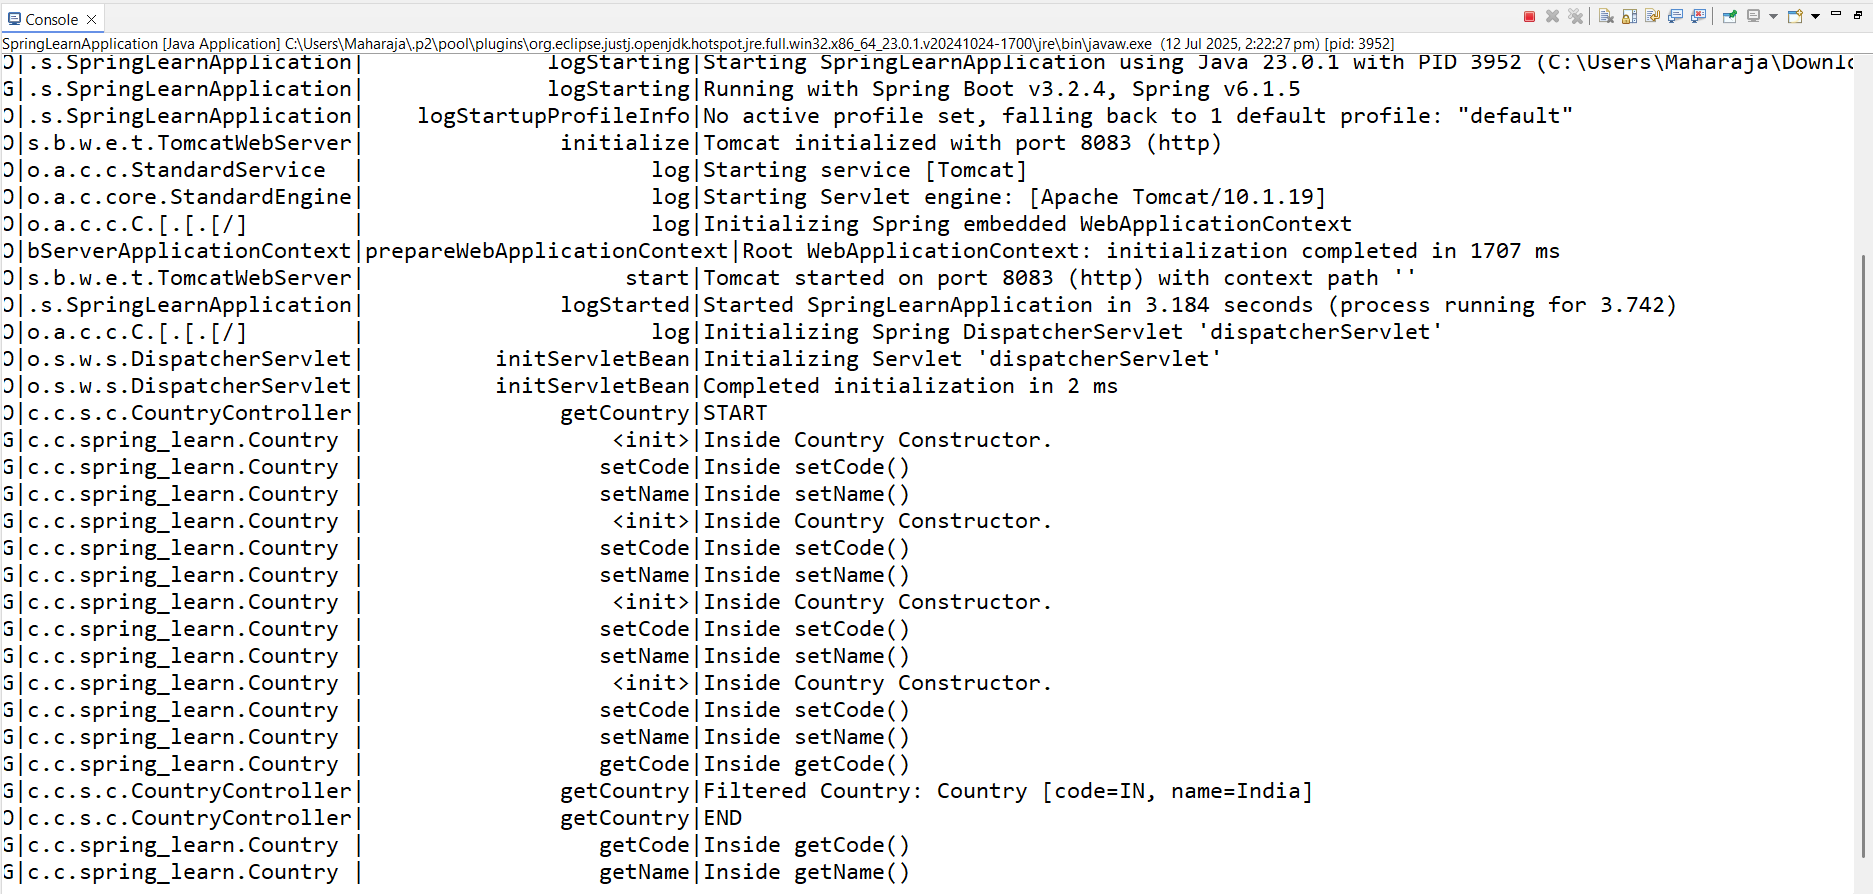 Console
SpringLearnApplication [Java Application] C:\Users\Maharaja\.p2\pool\plugins\org.eclipse.justj.openjdk.hotspot.jre.full.win32.x86_64_23.0.1.v20241024-1700\jre\bin\javaw.exe (12 Jul 2025, 2:22:27 pm) [pid: 3952]
O|.s.SpringLearnApplication| logStarting|Starting SpringLearnApplication using Java 23.0.1 with PID 3952 (C:\Users\Maharaja\Downlo
G|.s.SpringLearnApplication| logStarting|Running with Spring Boot v3.2.4, Spring v6.1.5
O|.s.SpringLearnApplication| logStartupProfileInfo|No active profile set, falling back to 1 default profile: "default"
O|s.b.w.e.t.TomcatWebServer| initialize|Tomcat initialized with port 8083 (http)
O|o.a.c.c.StandardService | log|Starting service [Tomcat]
O|o.a.c.core.StandardEngine| log|Starting Servlet engine: [Apache Tomcat/10.1.19]
O|o.a.c.c.C.[.[.[/] | log|Initializing Spring embedded WebApplicationContext
O|bServerApplicationContext|prepareWebApplicationContext|Root WebApplicationContext: initialization completed in 1707 ms
O|s.b.w.e.t.TomcatWebServer| start|Tomcat started on port 8083 (http) with context path ''
O|.s.SpringLearnApplication| logStarted|Started SpringLearnApplication in 3.184 seconds (process running for 3.742)
O|o.a.c.c.C.[.[.[/] | log|Initializing Spring DispatcherServlet 'dispatcherServlet'
O|o.s.w.s.DispatcherServlet| initServletBean|Initializing Servlet 'dispatcherServlet'
O|o.s.w.s.DispatcherServlet| initServletBean|Completed initialization in 2 ms
O|c.c.s.c.CountryController| getCountry|START
G|c.c.spring_learn.Country | <init>|Inside Country Constructor.
G|c.c.spring_learn.Country | setCode|Inside setCode()
G|c.c.spring_learn.Country | setName|Inside setName()
G|c.c.spring_learn.Country | <init>|Inside Country Constructor.
G|c.c.spring_learn.Country | setCode|Inside setCode()
G|c.c.spring_learn.Country | setName|Inside setName()
G|c.c.spring_learn.Country | <init>|Inside Country Constructor.
G|c.c.spring_learn.Country | setCode|Inside setCode()
G|c.c.spring_learn.Country | setName|Inside setName()
G|c.c.spring_learn.Country | <init>|Inside Country Constructor.
G|c.c.spring_learn.Country | setCode|Inside setCode()
G|c.c.spring_learn.Country | setName|Inside setName()
G|c.c.spring_learn.Country | getCode|Inside getCode()
G|c.c.s.c.CountryController| getCountry|Filtered Country: Country [code=IN, name=India]
O|c.c.s.c.CountryController| getCountry|END
G|c.c.spring_learn.Country | getCode|Inside getCode()
G|c.c.spring_learn.Country | getName|Inside getName()